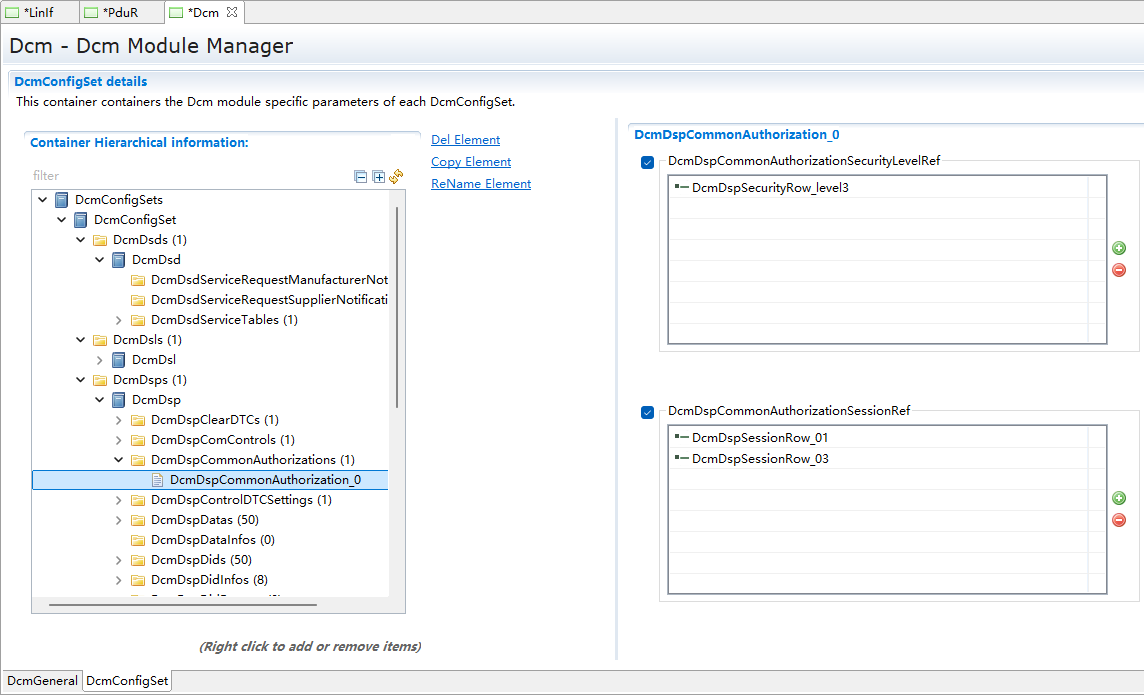 *LinIf
*PduR
*Dcm
Dcm - Dcm Module Manager
DcmConfigSet details
This container containers the Dcm module specific parameters of each DcmConfigSet.
Container Hierarchical information:
filter
DcmConfigSets
DcmConfigSet
DcmDsds (1)
DcmDsd
DcmDsdServiceRequestManufacturerNot
DcmDsdServiceRequestSupplierNotificati
DcmDsdServiceTables (1)
DcmDsls (1)
DcmDsl
DcmDsps (1)
DcmDsp
DcmDspClearDTCs (1)
DcmDspComControls (1)
DcmDspCommonAuthorizations (1)
DcmDspCommonAuthorization_0
DcmDspControlDTCSettings (1)
DcmDspDatas (50)
DcmDspDataInfos (0)
DcmDspDids (50)
DcmDspDidInfos (8)
(Right click to add or remove items)
Del Element
Copy Element
ReName Element
DcmDspCommonAuthorization_0
DcmDspCommonAuthorizationSecurityLevelRef
DcmDspSecurityRow_level3
DcmDspCommonAuthorizationSessionRef
DcmDspSessionRow_01
DcmDspSessionRow_03
DcmGeneral
DcmConfigSet